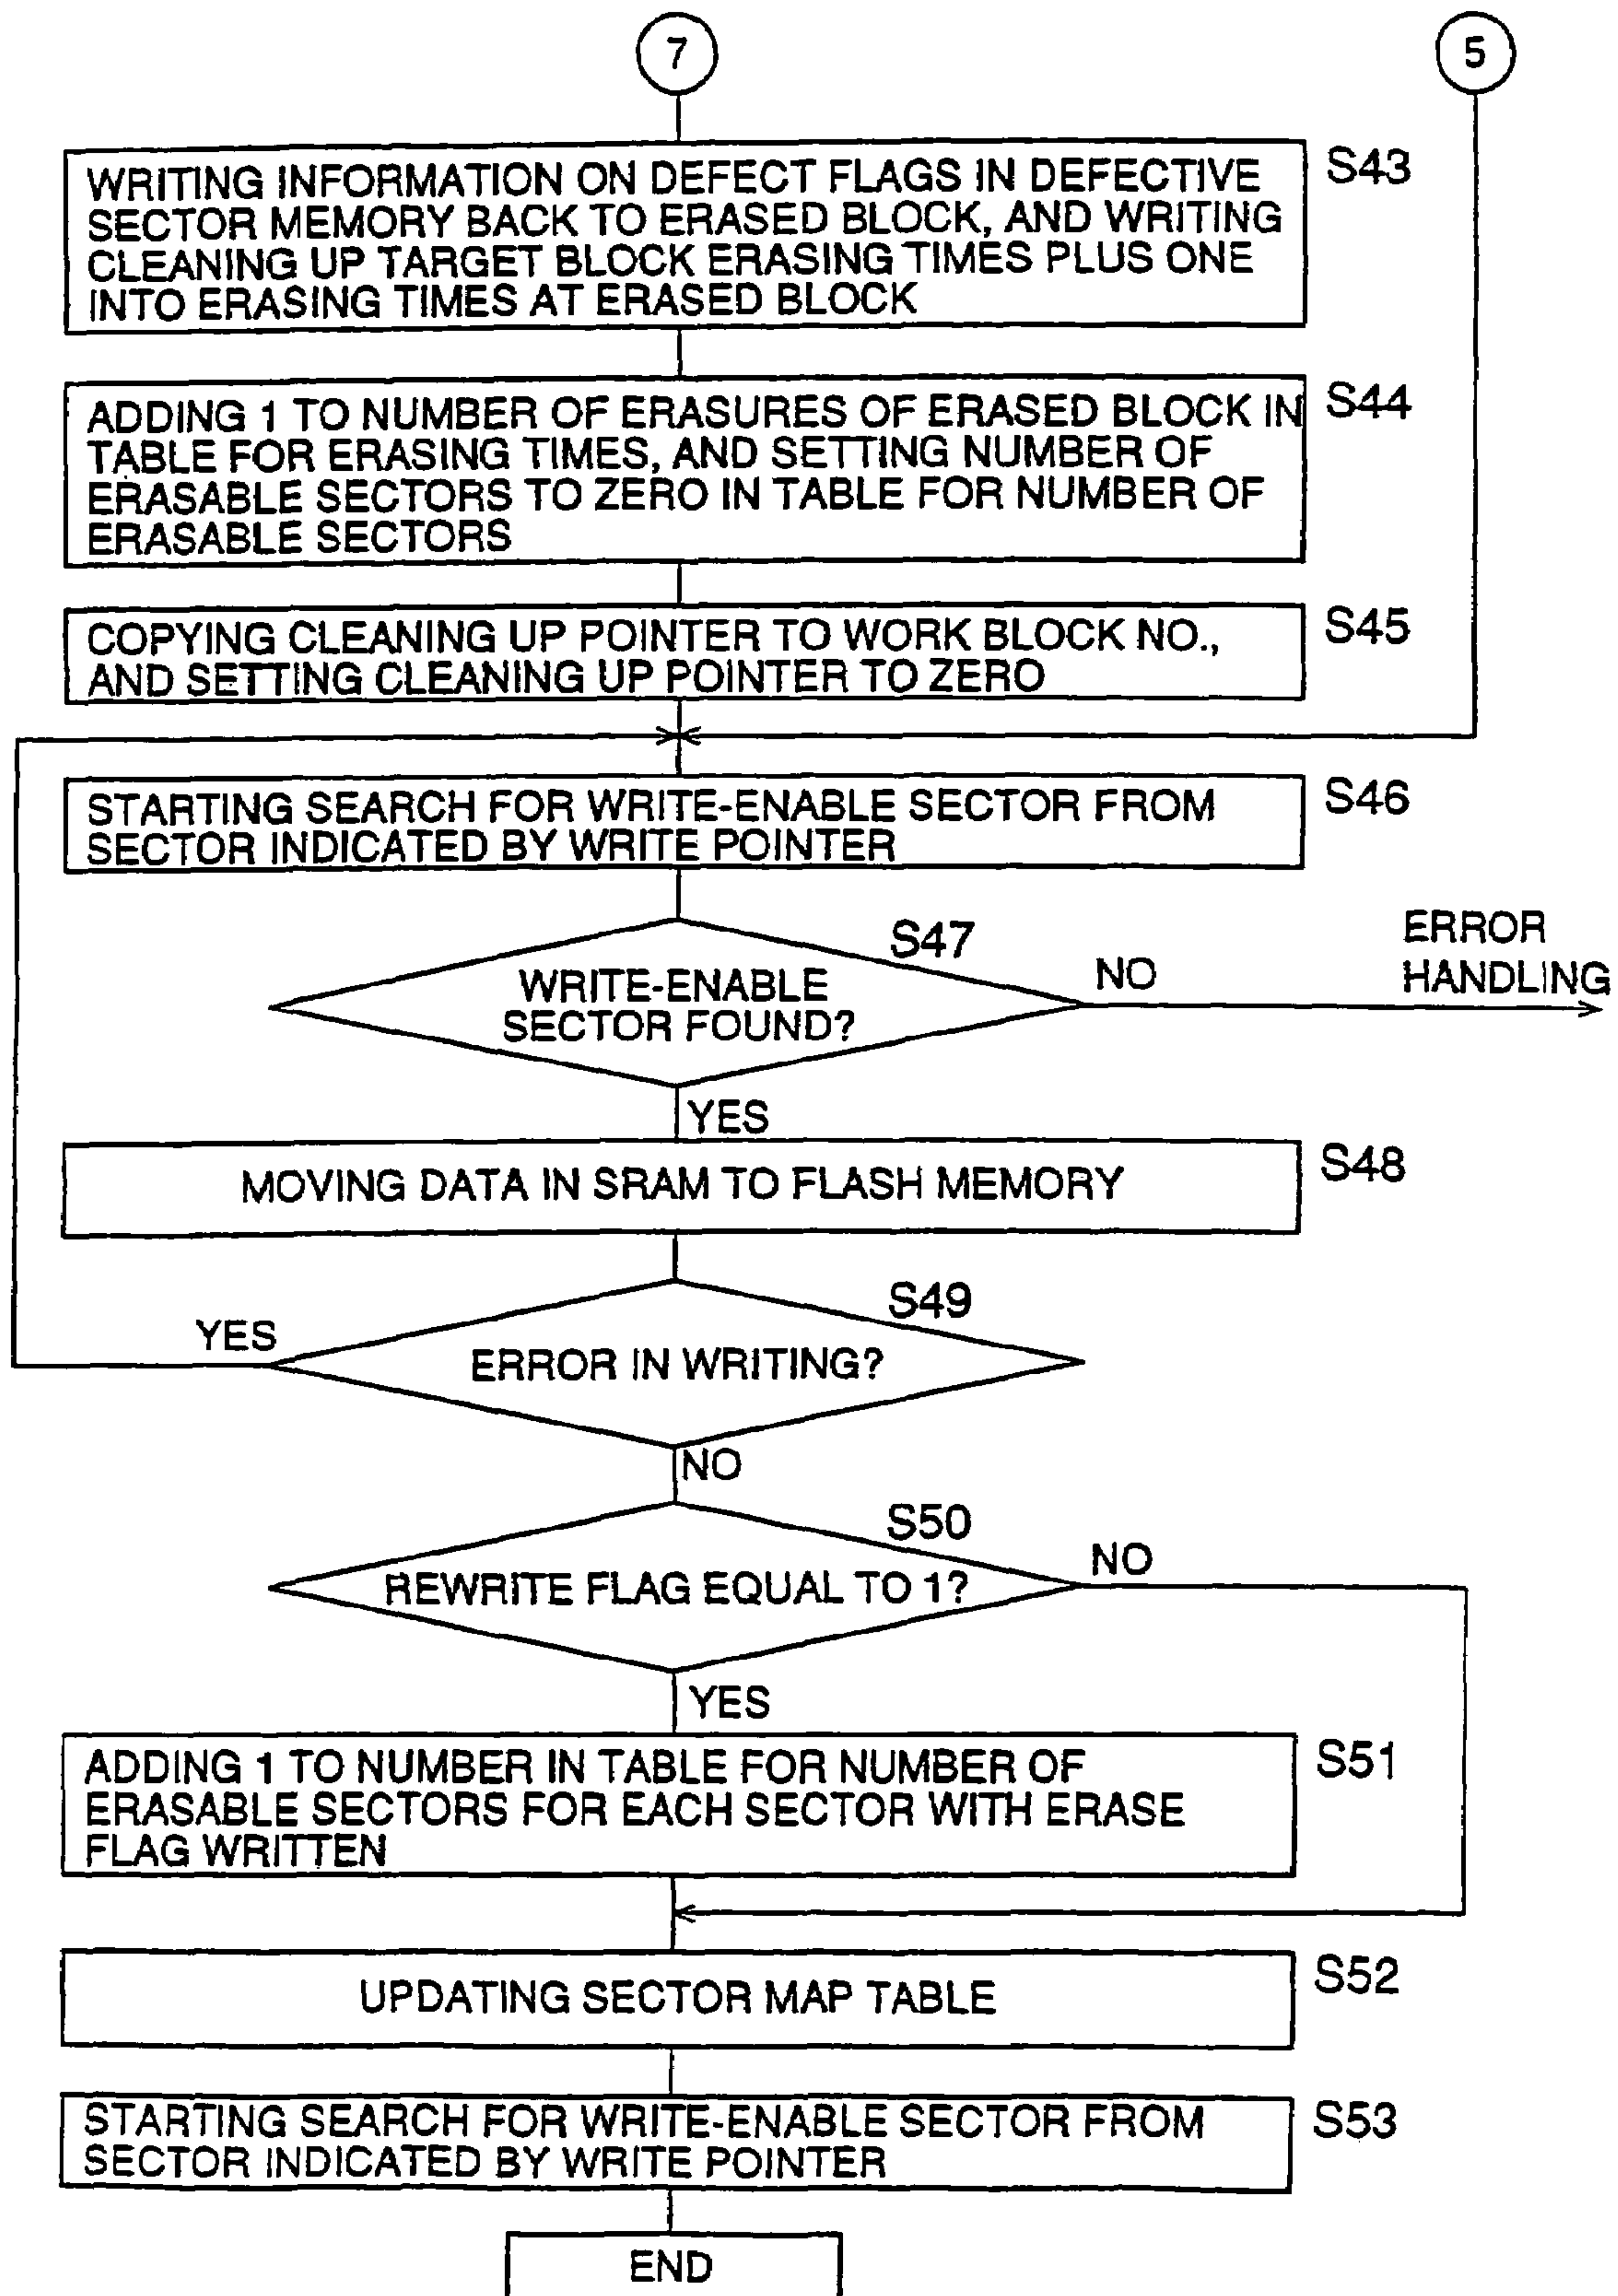 7
5
WRITING INFORMATION ON DEFECT FLAGS IN DEFECTIVE
SECTOR MEMORY BACK TO ERASED BLOCK, AND WRITING
CLEANING UP TARGET BLOCK ERASING TIMES PLUS ONE
INTO ERASING TIMES AT ERASED BLOCK
S43
ADDING 1 TO NUMBER OF ERASURES OF ERASED BLOCK IN
TABLE FOR ERASING TIMES, AND SETTING NUMBER OF
ERASABLE SECTORS TO ZERO IN TABLE FOR NUMBER OF
ERASABLE SECTORS
S44
COPYING CLEANING UP POINTER TO WORK BLOCK NO.,
AND SETTING CLEANING UP POINTER TO ZERO
S45
STARTING SEARCH FOR WRITE-ENABLE SECTOR FROM
SECTOR INDICATED BY WRITE POINTER
S46
S47
WRITE-ENABLE
SECTOR FOUND?
NO
ERROR
HANDLING
YES
MOVING DATA IN SRAM TO FLASH MEMORY
S48
S49
YES
ERROR IN WRITING?
NO
S50
REWRITE FLAG EQUAL TO 1?
NO
YES
ADDING 1 TO NUMBER IN TABLE FOR NUMBER OF
ERASABLE SECTORS FOR EACH SECTOR WITH ERASE
FLAG WRITTEN
S51
UPDATING SECTOR MAP TABLE
S52
STARTING SEARCH FOR WRITE-ENABLE SECTOR FROM
SECTOR INDICATED BY WRITE POINTER
S53
END